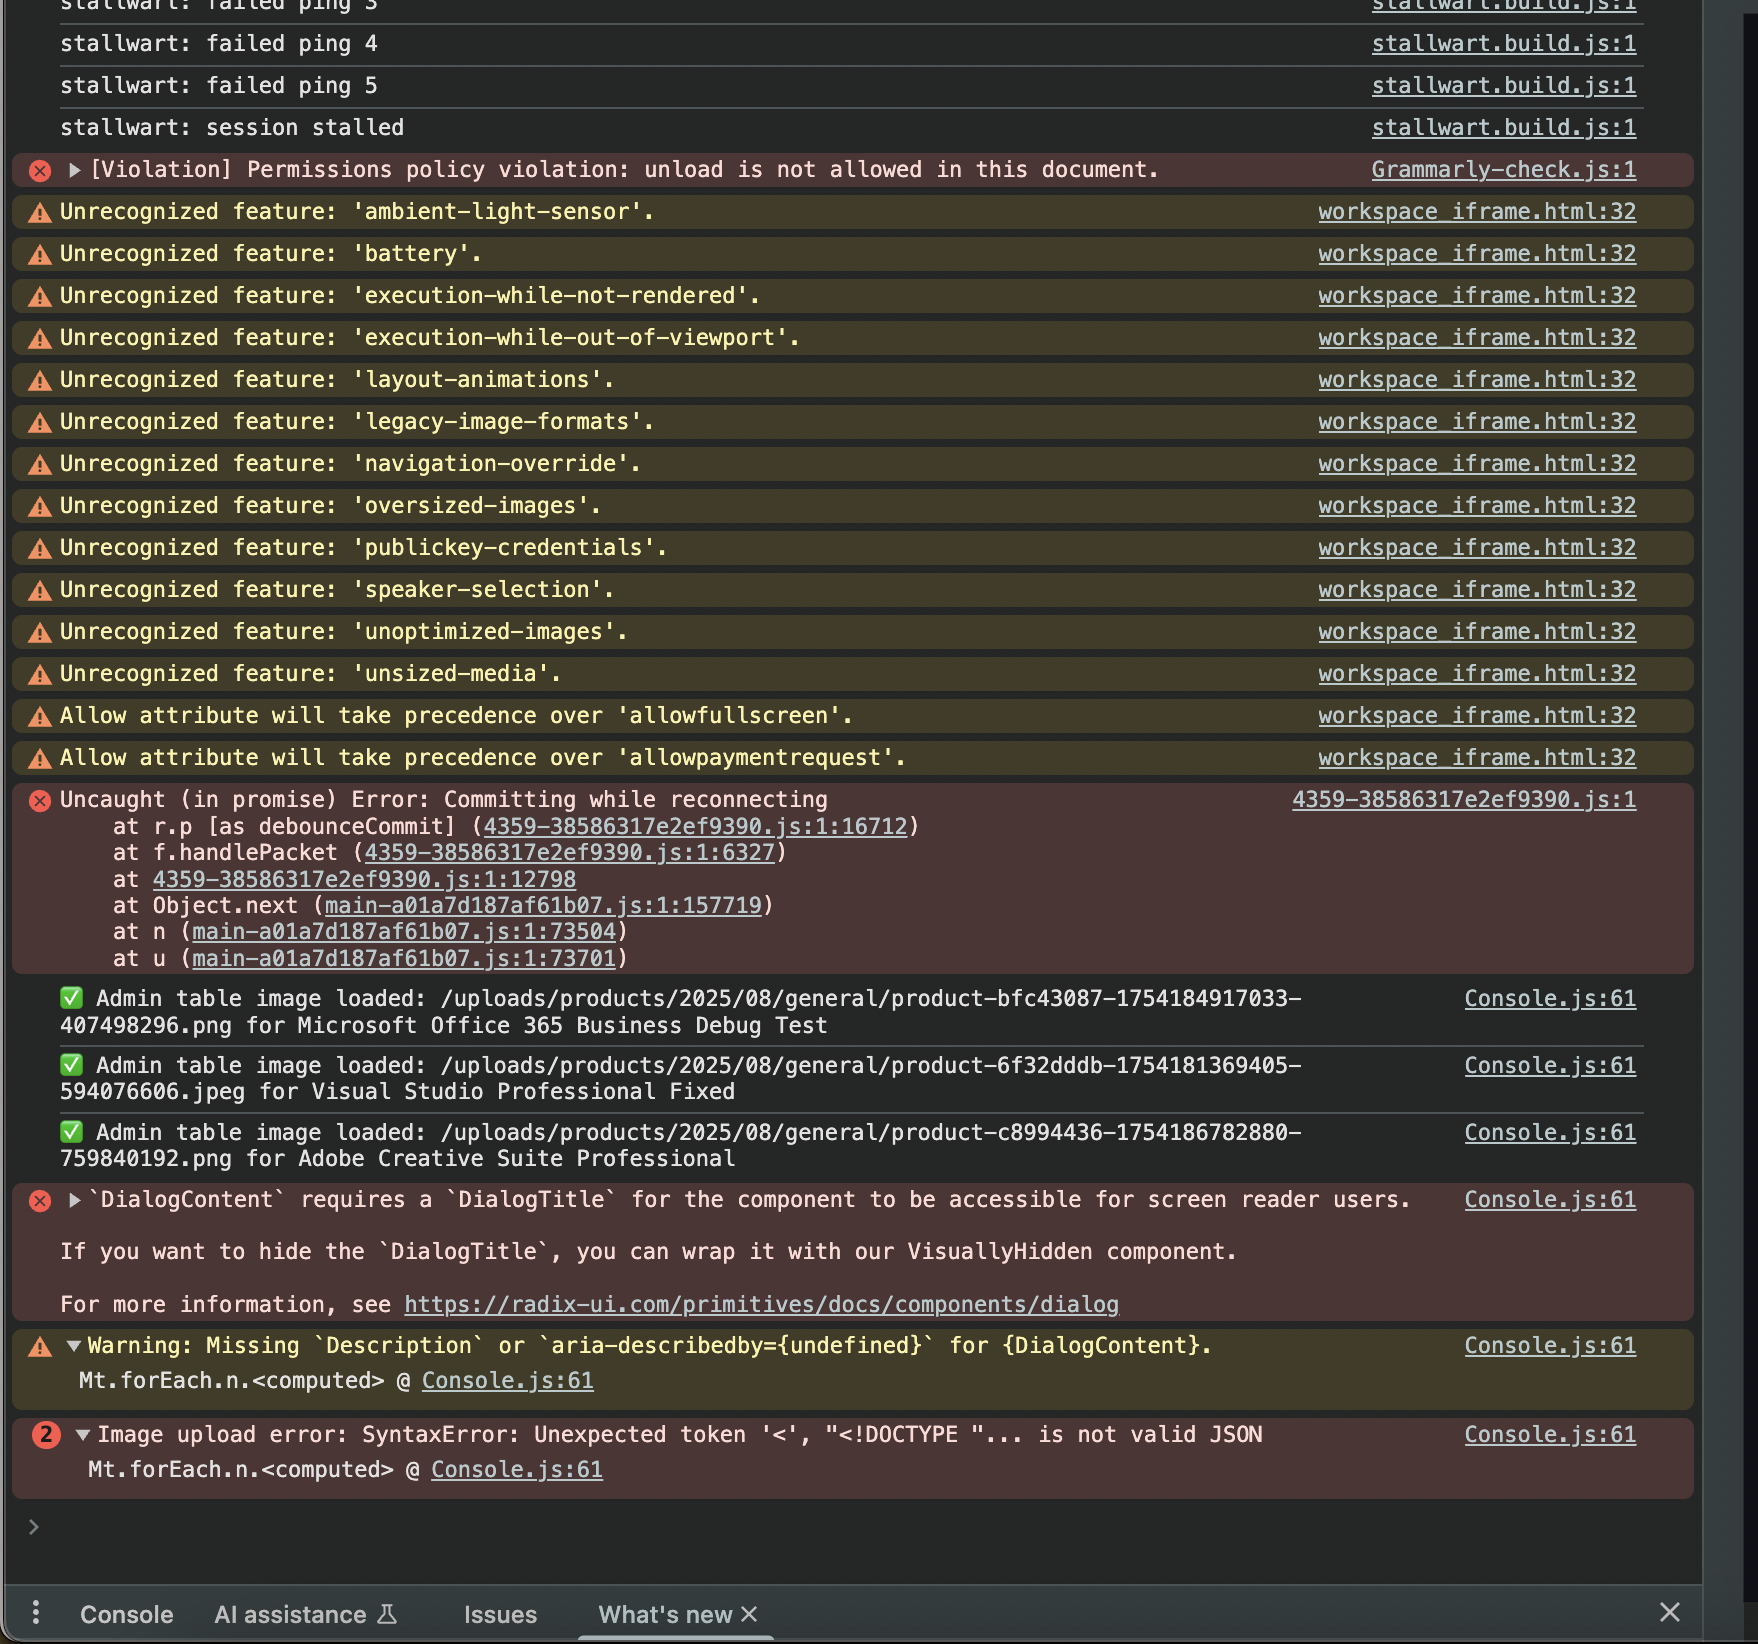 stallwart: failed ping 3 stallwart.build.js:1
stallwart: failed ping 4 stallwart.build.js:1
stallwart: failed ping 5 stallwart.build.js:1
stallwart: session stalled stallwart.build.js:1
[Violation] Permissions policy violation: unload is not allowed in this document. Grammarly-check.js:1
Unrecognized feature: 'ambient-light-sensor'. workspace_iframe.html:32
Unrecognized feature: 'battery'. workspace_iframe.html:32
Unrecognized feature: 'execution-while-not-rendered'. workspace_iframe.html:32
Unrecognized feature: 'execution-while-out-of-viewport'. workspace_iframe.html:32
Unrecognized feature: 'layout-animations'. workspace_iframe.html:32
Unrecognized feature: 'legacy-image-formats'. workspace_iframe.html:32
Unrecognized feature: 'navigation-override'. workspace_iframe.html:32
Unrecognized feature: 'oversized-images'. workspace_iframe.html:32
Unrecognized feature: 'publickey-credentials'. workspace_iframe.html:32
Unrecognized feature: 'speaker-selection'. workspace_iframe.html:32
Unrecognized feature: 'unoptimized-images'. workspace_iframe.html:32
Unrecognized feature: 'unsized-media'. workspace_iframe.html:32
Allow attribute will take precedence over 'allowfullscreen'. workspace_iframe.html:32
Allow attribute will take precedence over 'allowpaymentrequest'. workspace_iframe.html:32
Uncaught (in promise) Error: Committing while reconnecting 4359-38586317e2ef9390.js:1
at r.p [as debounceCommit] (4359-38586317e2ef9390.js:1:16712)
at f.handlePacket (4359-38586317e2ef9390.js:1:6327)
at 4359-38586317e2ef9390.js:1:12798
at Object.next (main-a01a7d187af61b07.js:1:157719)
at n (main-a01a7d187af61b07.js:1:73504)
at u (main-a01a7d187af61b07.js:1:73701)
✅ Admin table image loaded: /uploads/products/2025/08/general/product-bfc43087-1754184917033- Console.js:61
407498296.png for Microsoft Office 365 Business Debug Test
✅ Admin table image loaded: /uploads/products/2025/08/general/product-6f32dddb-1754181369405- Console.js:61
594076606.jpeg for Visual Studio Professional Fixed
✅ Admin table image loaded: /uploads/products/2025/08/general/product-c8994436-1754186782880- Console.js:61
759840192.png for Adobe Creative Suite Professional
`DialogContent` requires a `DialogTitle` for the component to be accessible for screen reader users. Console.js:61
If you want to hide the `DialogTitle`, you can wrap it with our VisuallyHidden component.
For more information, see https://radix-ui.com/primitives/docs/components/dialog
Warning: Missing `Description` or `aria-describedby={undefined}` for {DialogContent}. Console.js:61
Mt.forEach.n.<computed> @ Console.js:61
2 Image upload error: SyntaxError: Unexpected token '<', "<!DOCTYPE "... is not valid JSON Console.js:61
Mt.forEach.n.<computed> @ Console.js:61
Console AI assistance Issues What's new